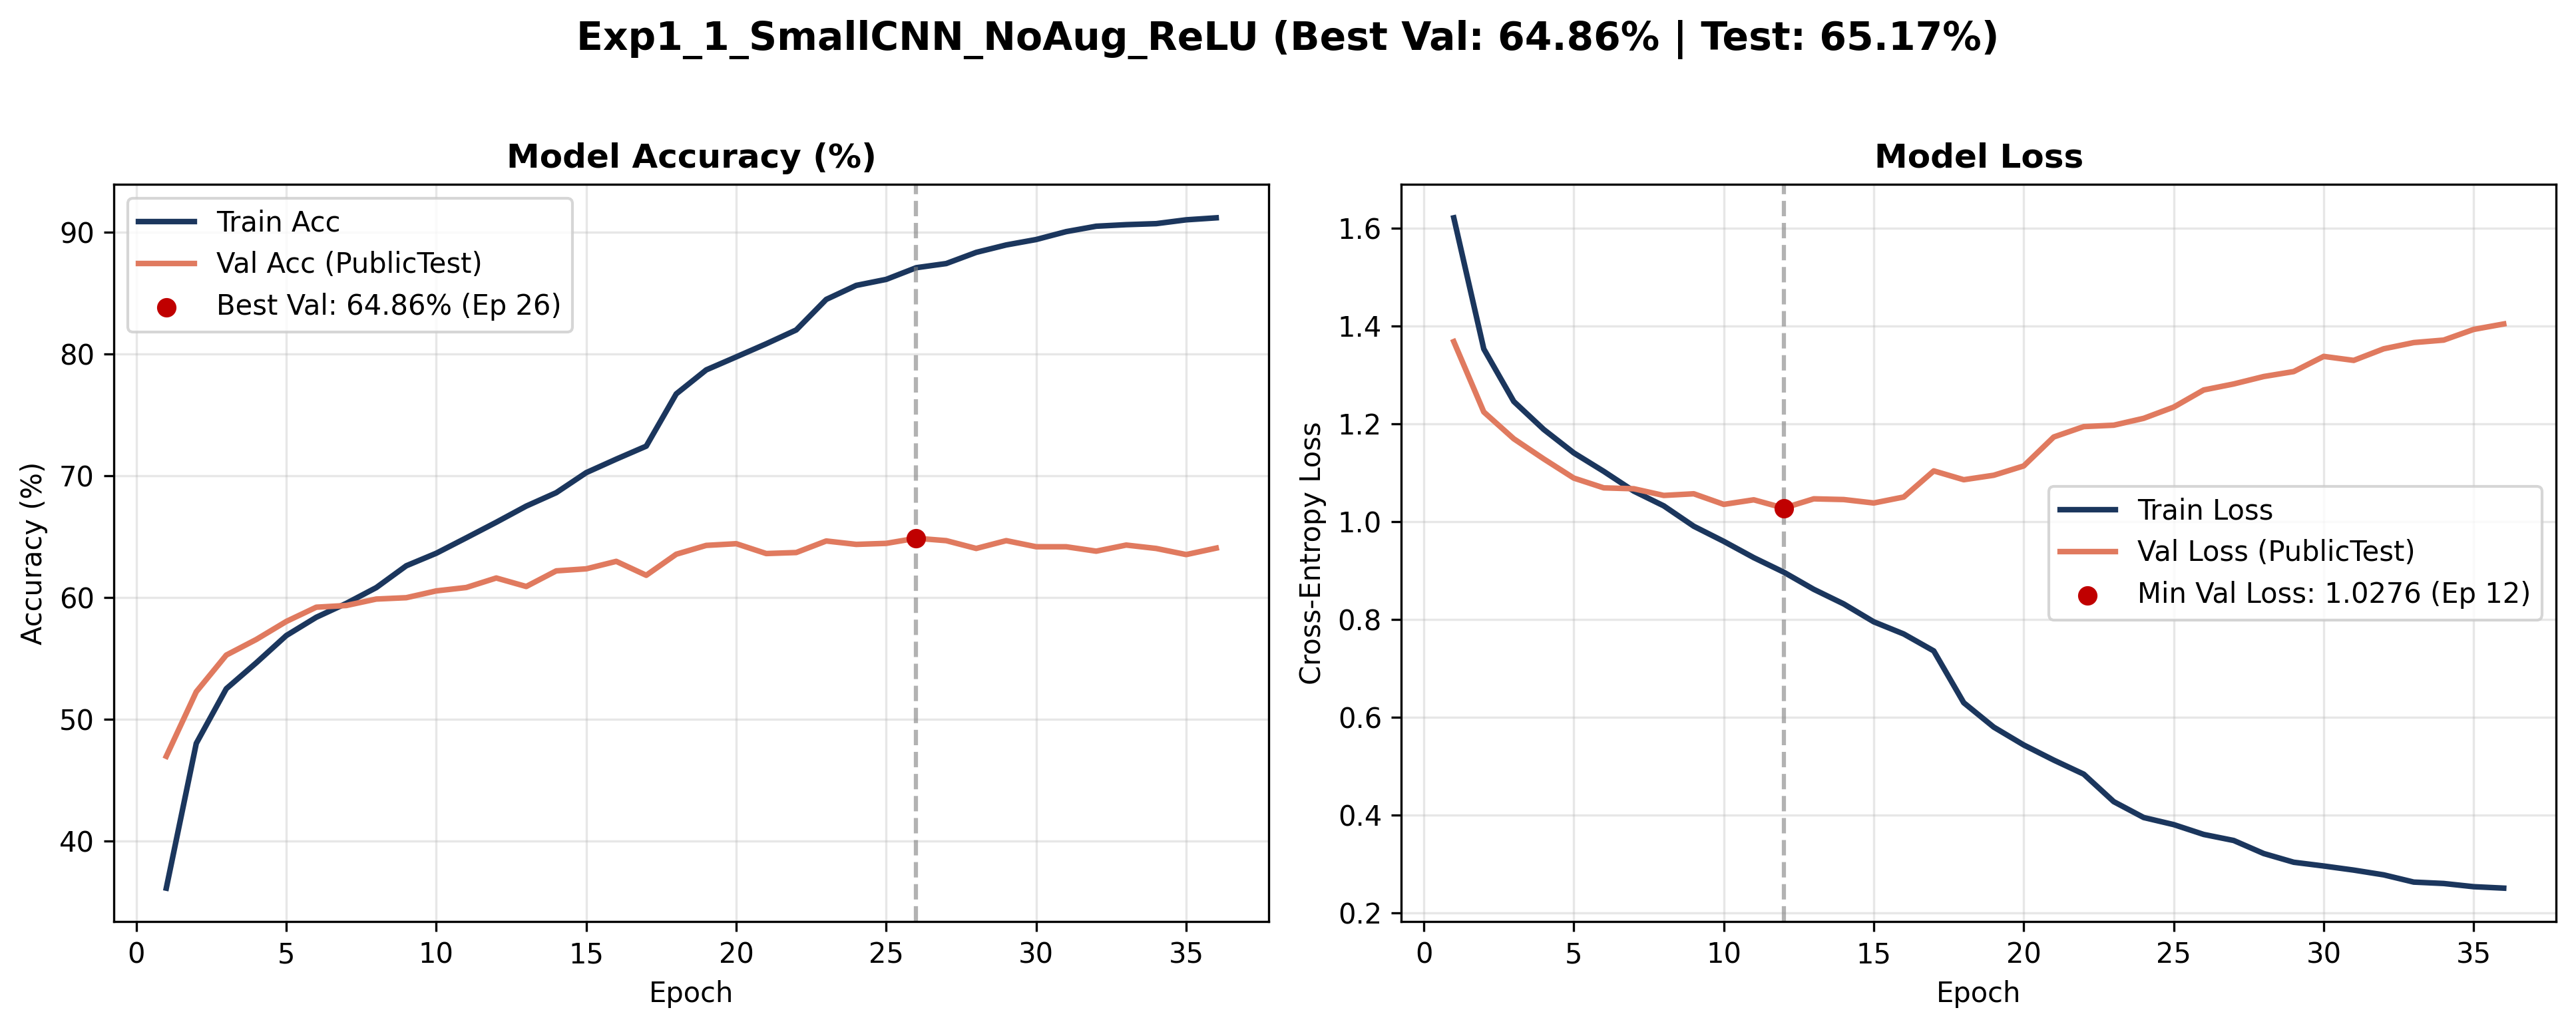 Exp1_1_SmallCNN_NoAug_ReLU (Best Val: 64.86% | Test: 65.17%)
Model Accuracy (%)
Train Acc
Val Acc (PublicTest)
Best Val: 64.86% (Ep 26)
Accuracy (%)
90
80
70
60
50
40
0 5 10 15 20 25 30 35
Epoch
Model Loss
Cross-Entropy Loss
1.6
1.4
1.2
1.0
0.8
0.6
0.4
0.2
Train Loss
Val Loss (PublicTest)
Min Val Loss: 1.0276 (Ep 12)
0 5 10 15 20 25 30 35
Epoch